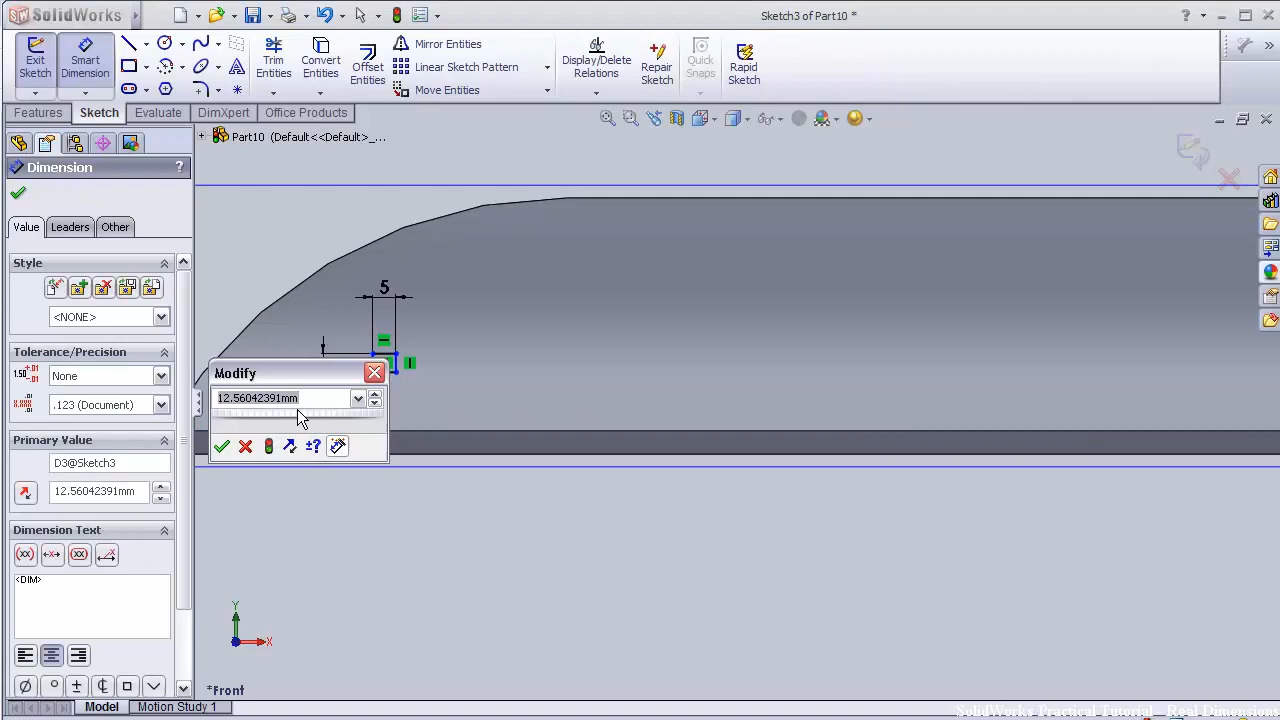 SolidWorks
Sketch3 of Part10 *
?
Exit Sketch
Smart Dimension
Trim Entities
Convert Entities
Offset Entities
Mirror Entities
Linear Sketch Pattern
Move Entities
Display/Delete Relations
Repair Sketch
Quick Snaps
Rapid Sketch
Features
Sketch
Evaluate
DimXpert
Office Products
Part10 (Default<<Default>_...
Dimension
?
Value
Leaders
Other
Style
<NONE>
Tolerance/Precision
None
.123 (Document)
Primary Value
D3@Sketch3
12.56042391mm
Dimension Text
<DIM>
5
Modify
12.56042391mm
±?
Y
X
*Front
Model
Motion Study 1
SolidWorks Practical Tutorial - Real Dimensions